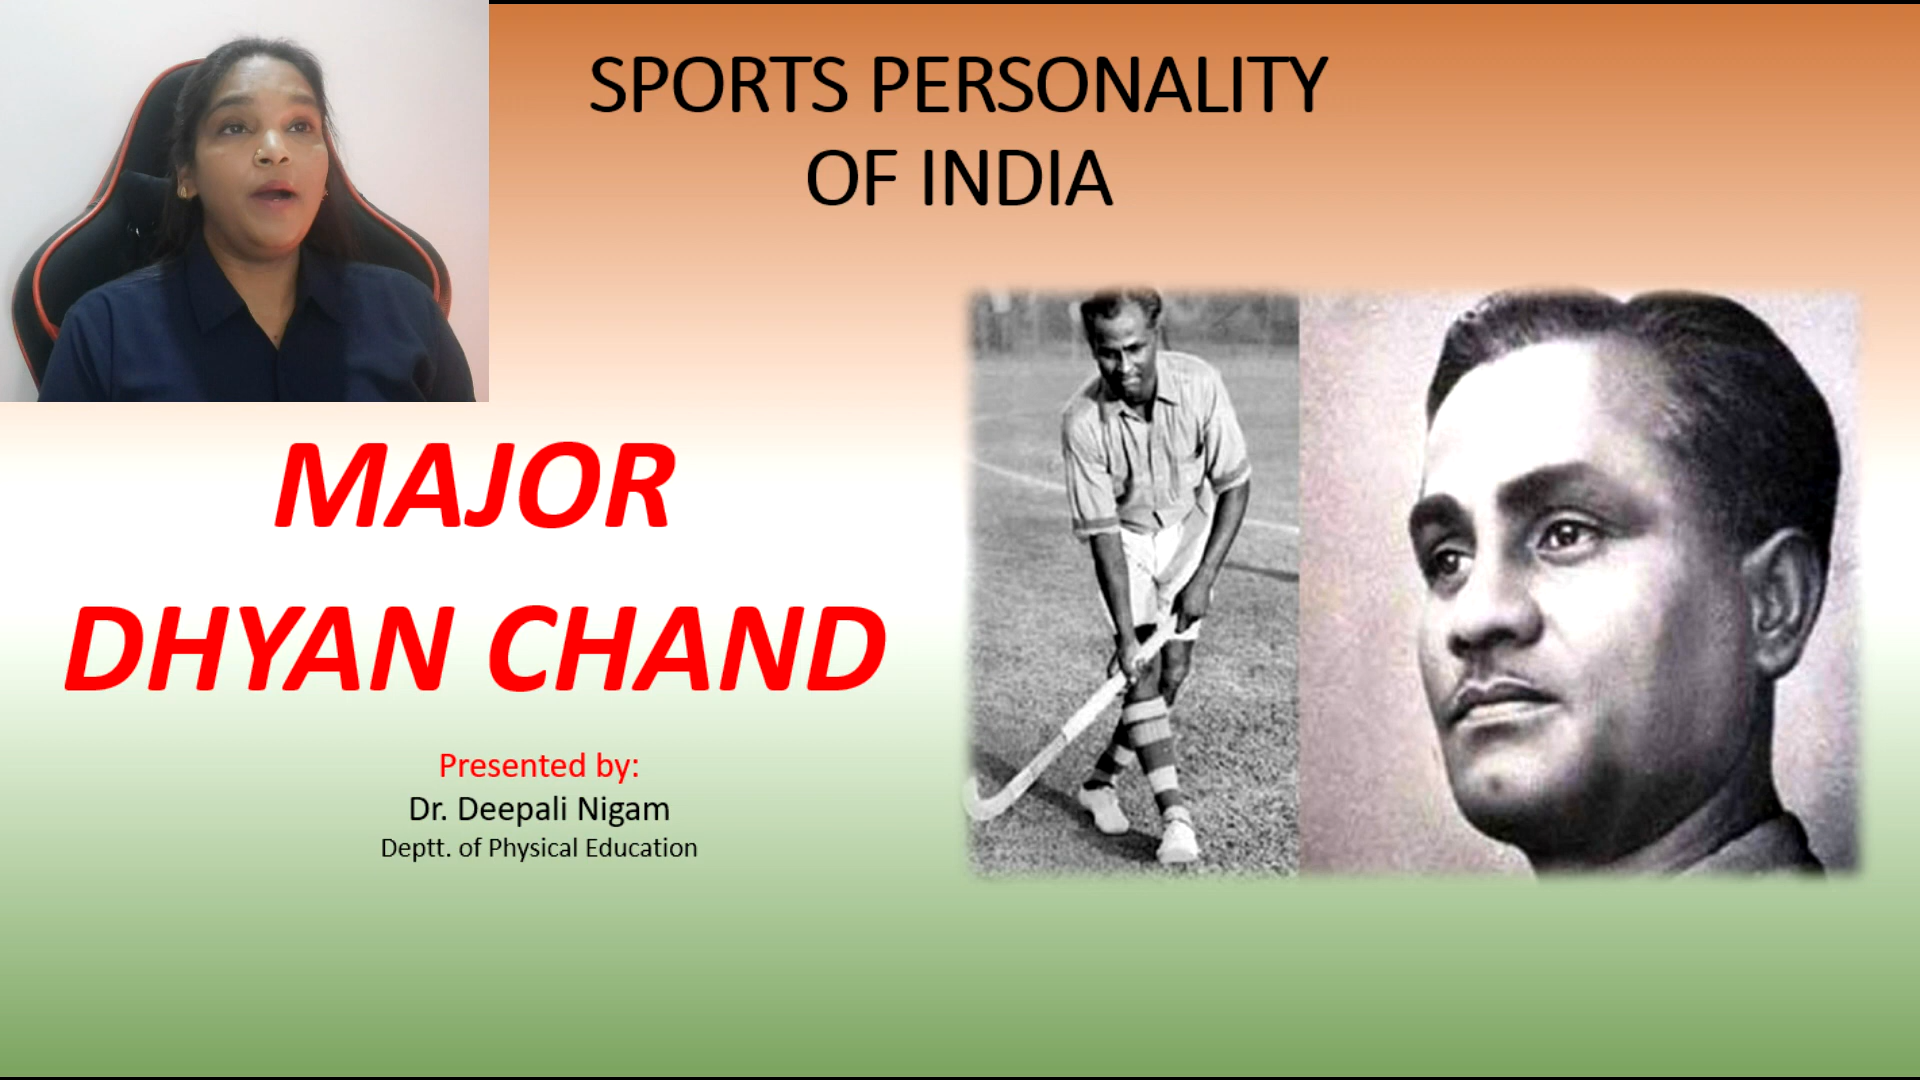 SPORTS PERSONALITY
OF INDIA
MAJOR
DHYAN CHAND
Presented by:
Dr. Deepali Nigam
Deptt. of Physical Education